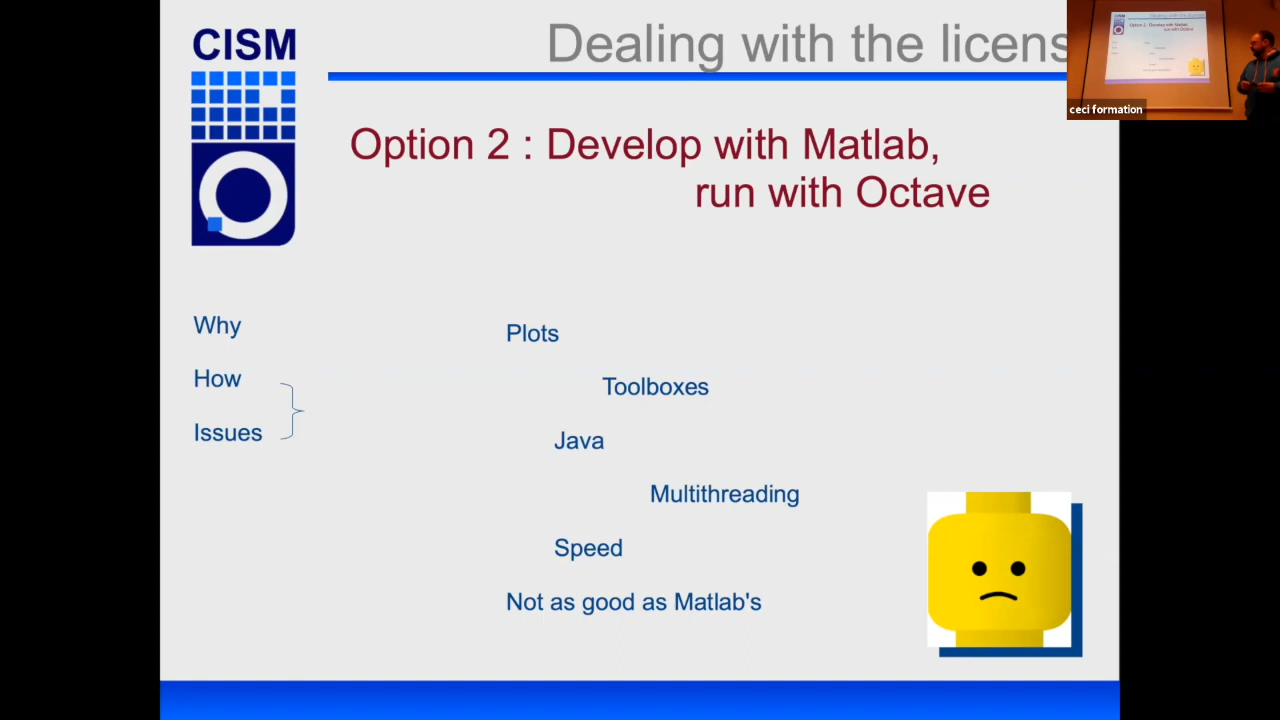 CISM
Dealing with the licens
ceci formation
Option 2 : Develop with Matlab,
run with Octave
Why
Plots
How
Toolboxes
Issues
Java
Multithreading
Speed
Not as good as Matlab's